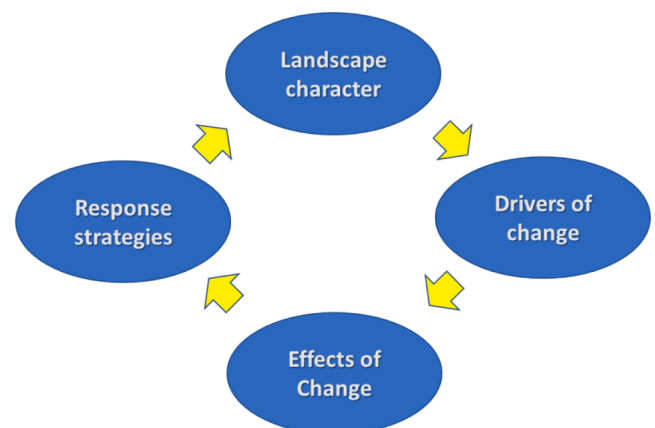 Landscape
character
Drivers of
change
Effects of
Change
Response
strategies